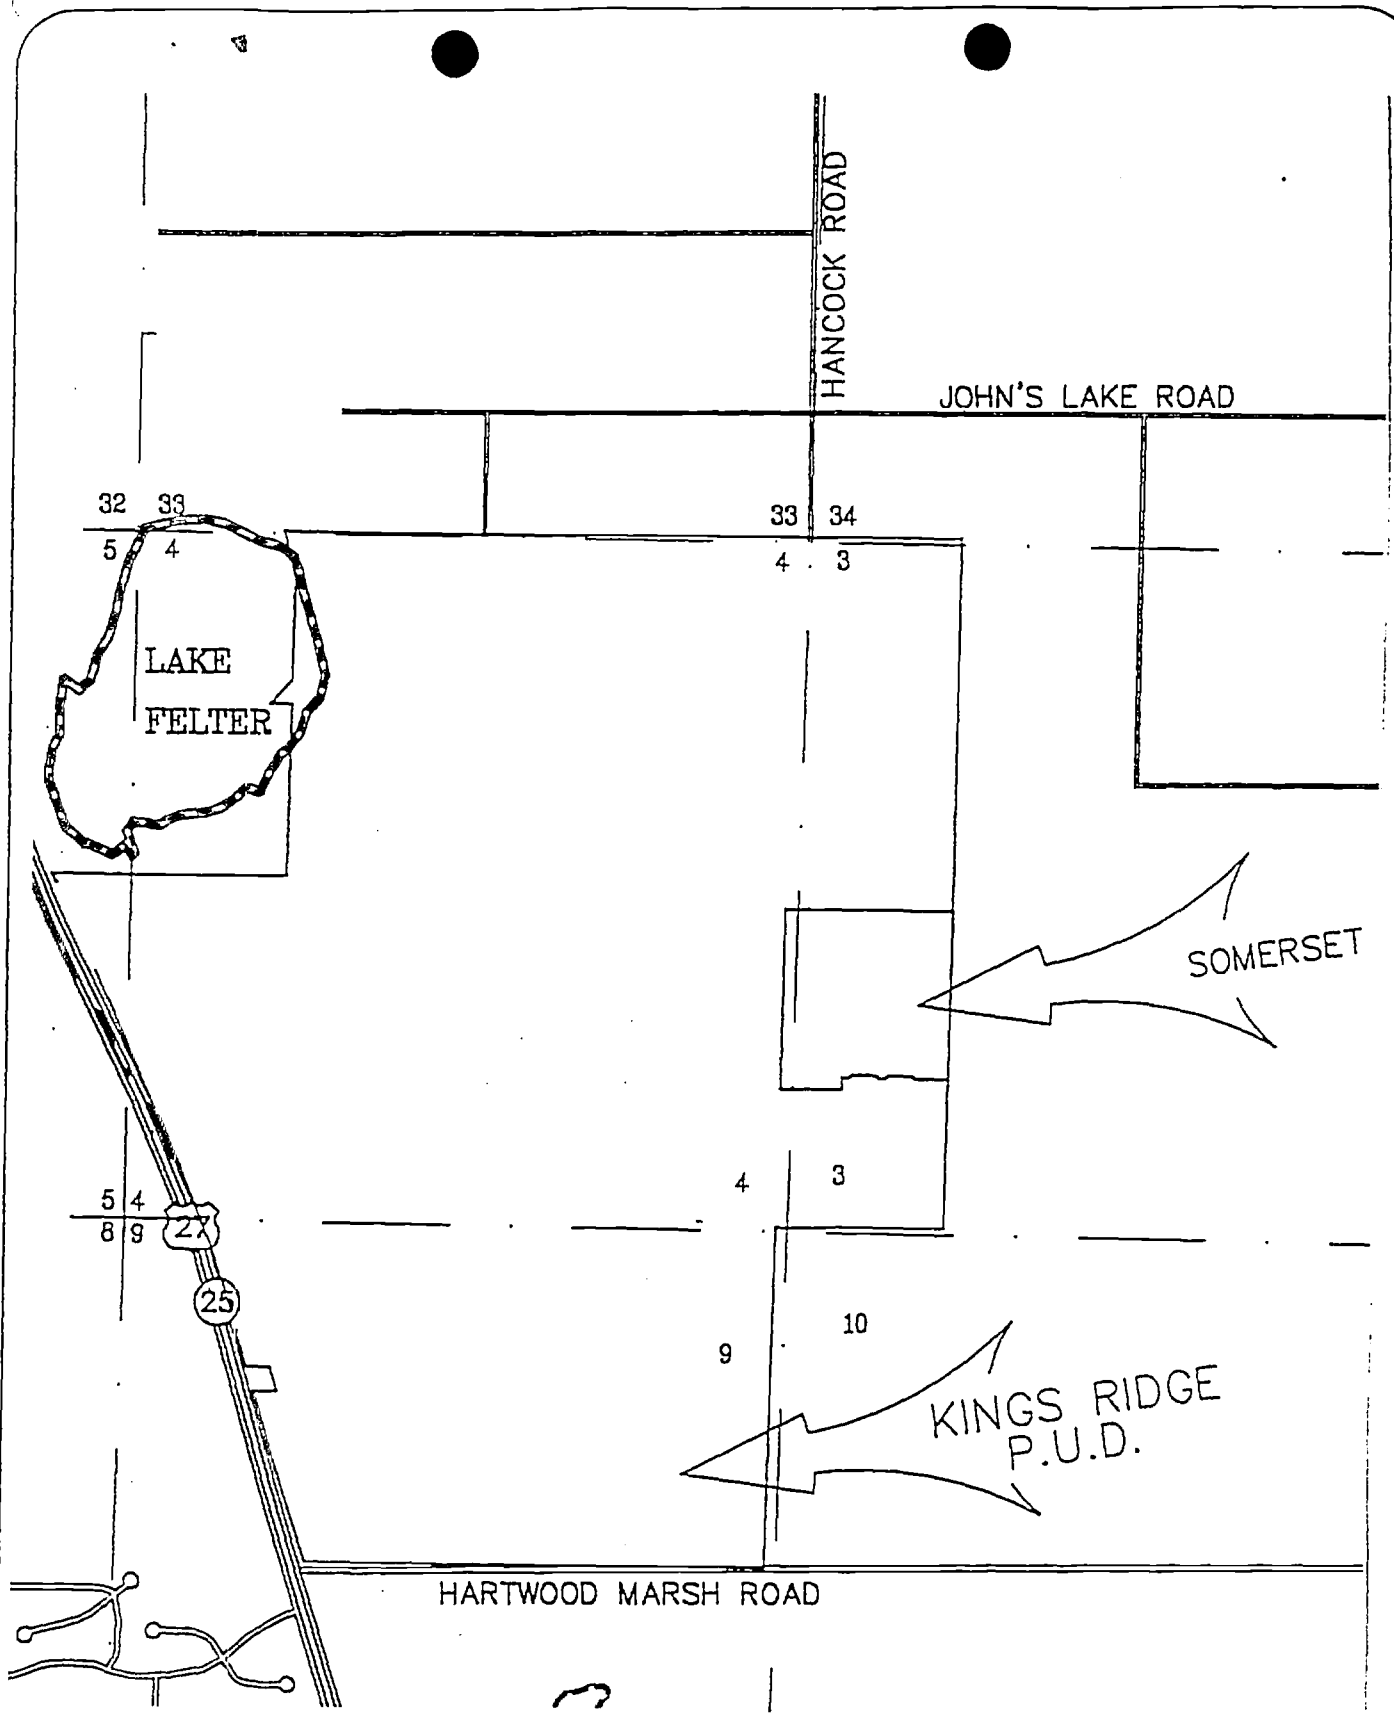 HANCOCK ROAD
JOHN'S LAKE ROAD
32 33
5 4
33 34
4 3
LAKE
FELTER
SOMERSET
4 3
5 4
8 9
27
25
9 10
KINGS RIDGE
P.U.D.
HARTWOOD MARSH ROAD